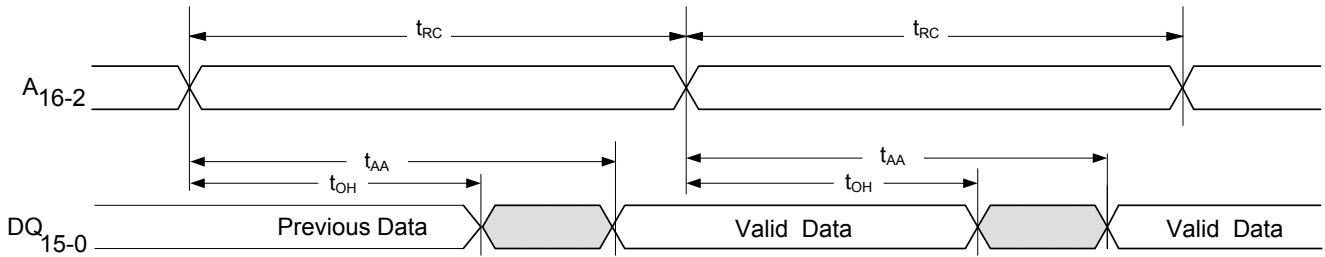 tRC tRC
A16-2
tAA tAA
tOH tOH
DQ15-0 Previous Data Valid Data Valid Data